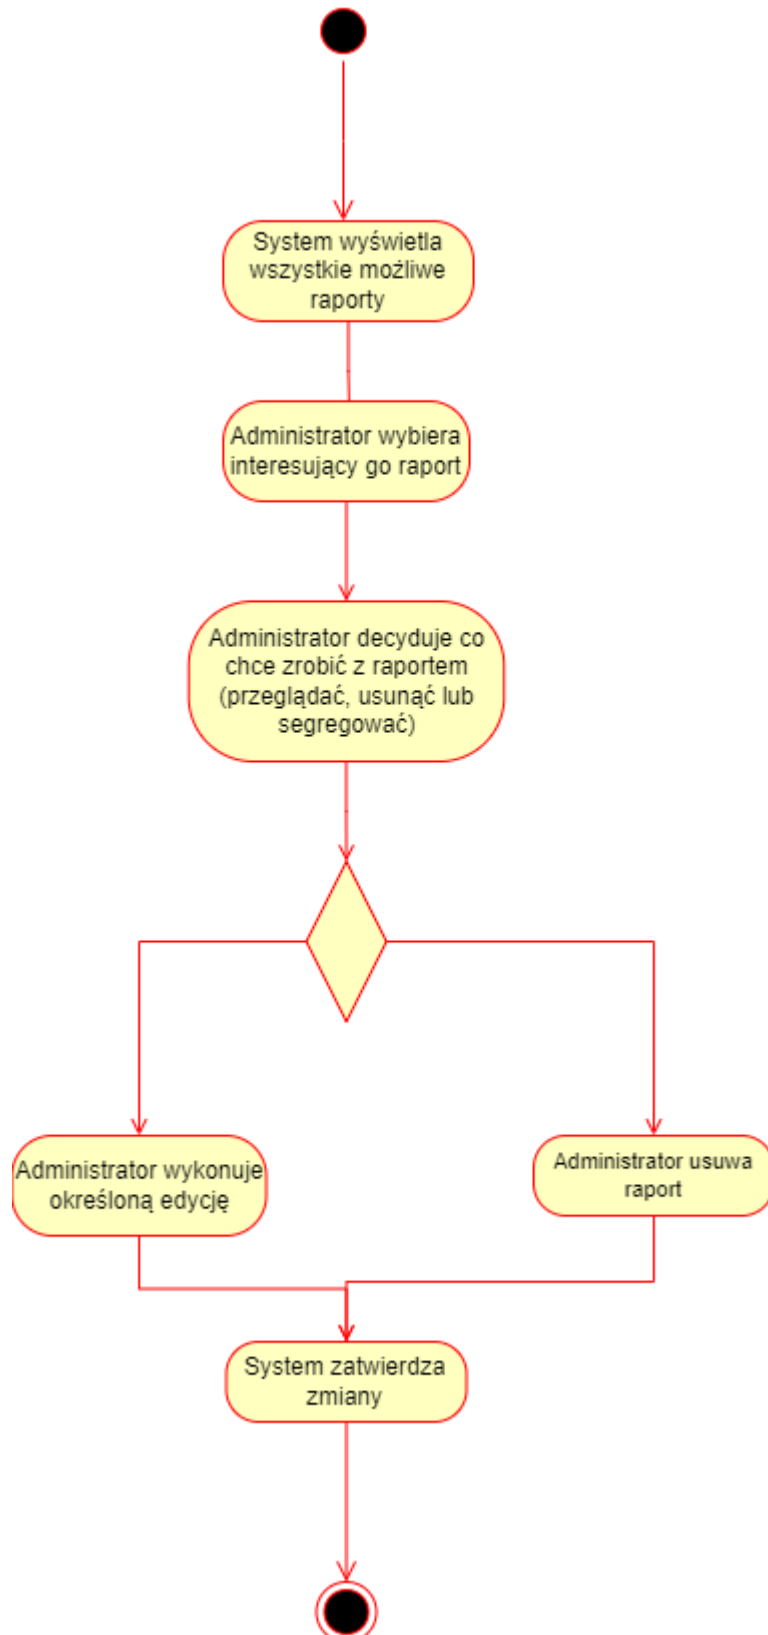 System wyświetla
wszystkie możliwe
raporty
Administrator wybiera
interesujący go raport
Administrator decyduje co
chce zrobić z raportem
(przeglądać, usunąć lub
segregować)
Administrator wykonuje
określoną edycję
Administrator usuwa
raport
System zatwierdza
zmiany